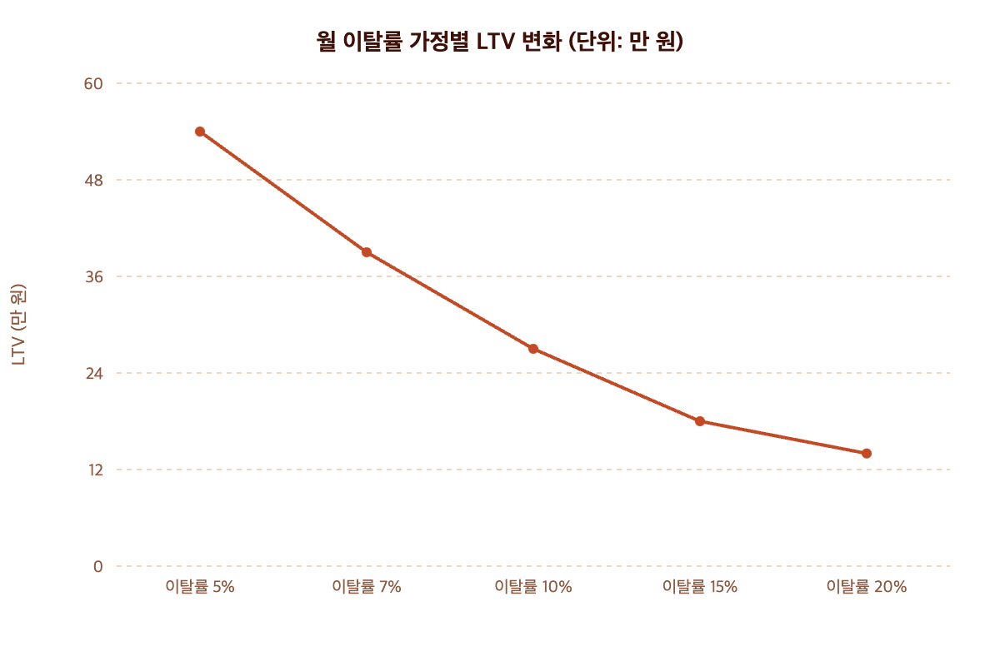 월 이탈률 가정별 LTV 변화 (단위: 만 원)
LTV (만 원)
60
48
36
24
12
0
이탈률 5%
이탈률 7%
이탈률 10%
이탈률 15%
이탈률 20%